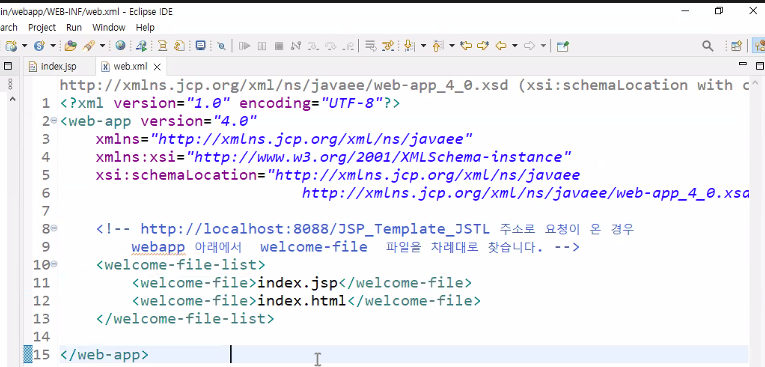 in/webapp/WEB-INF/web.xml - Eclipse IDE
arch Project Run Window Help
index.jsp web.xml
http://xmlns.jcp.org/xml/ns/javaee/web-app_4_0.xsd (xsi:schemaLocation with c
1 <?xml version="1.0" encoding="UTF-8"?>
2 <web-app version="4.0"
3 xmlns="http://xmlns.jcp.org/xml/ns/javaee"
4 xmlns:xsi="http://www.w3.org/2001/XMLSchema-instance"
5 xsi:schemaLocation="http://xmlns.jcp.org/xml/ns/javaee
6 http://xmlns.jcp.org/xml/ns/javaee/web-app_4_0.xsd
7
8 <!-- http://localhost:8088/JSP_Template_JSTL 주소로 요청이 온 경우
9 webapp 아래에서 welcome-file 파일을 차례대로 찾습니다. -->
10 <welcome-file-list>
11 <welcome-file>index.jsp</welcome-file>
12 <welcome-file>index.html</welcome-file>
13 </welcome-file-list>
14
15 </web-app>